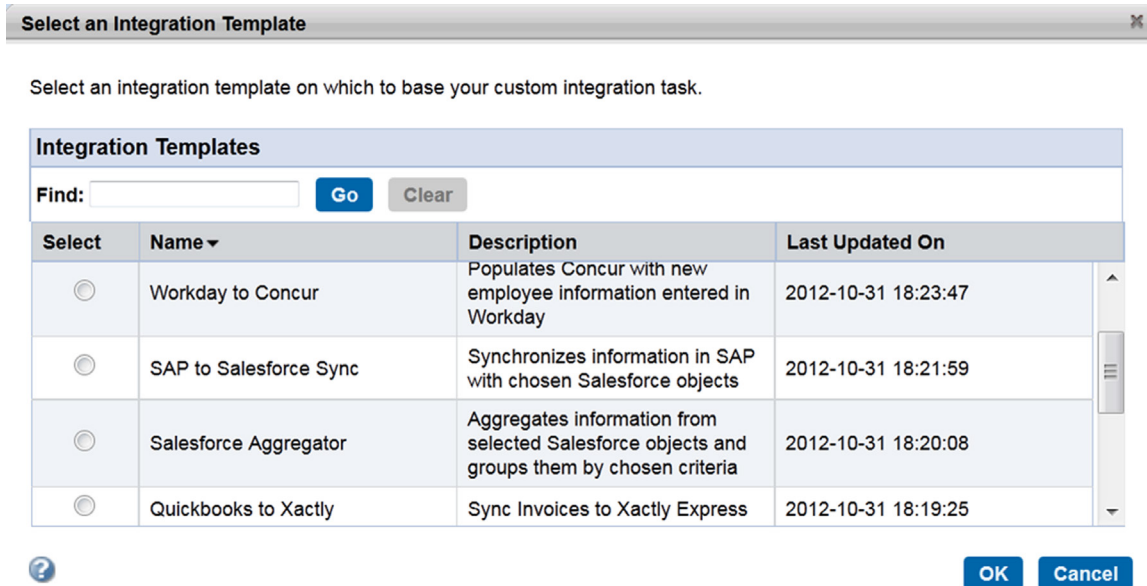 Select an Integration Template
Select an integration template on which to base your custom integration task.
Integration Templates
Find: Go Clear
Select Name Description Last Updated On
Workday to Concur
Populates Concur with new
employee information entered in
Workday
2012-10-31 18:23:47
SAP to Salesforce Sync
Synchronizes information in SAP
with chosen Salesforce objects
2012-10-31 18:21:59
Salesforce Aggregator
Aggregates information from
selected Salesforce objects and
groups them by chosen criteria
2012-10-31 18:20:08
Quickbooks to Xactly
Sync Invoices to Xactly Express
2012-10-31 18:19:25
? OK Cancel